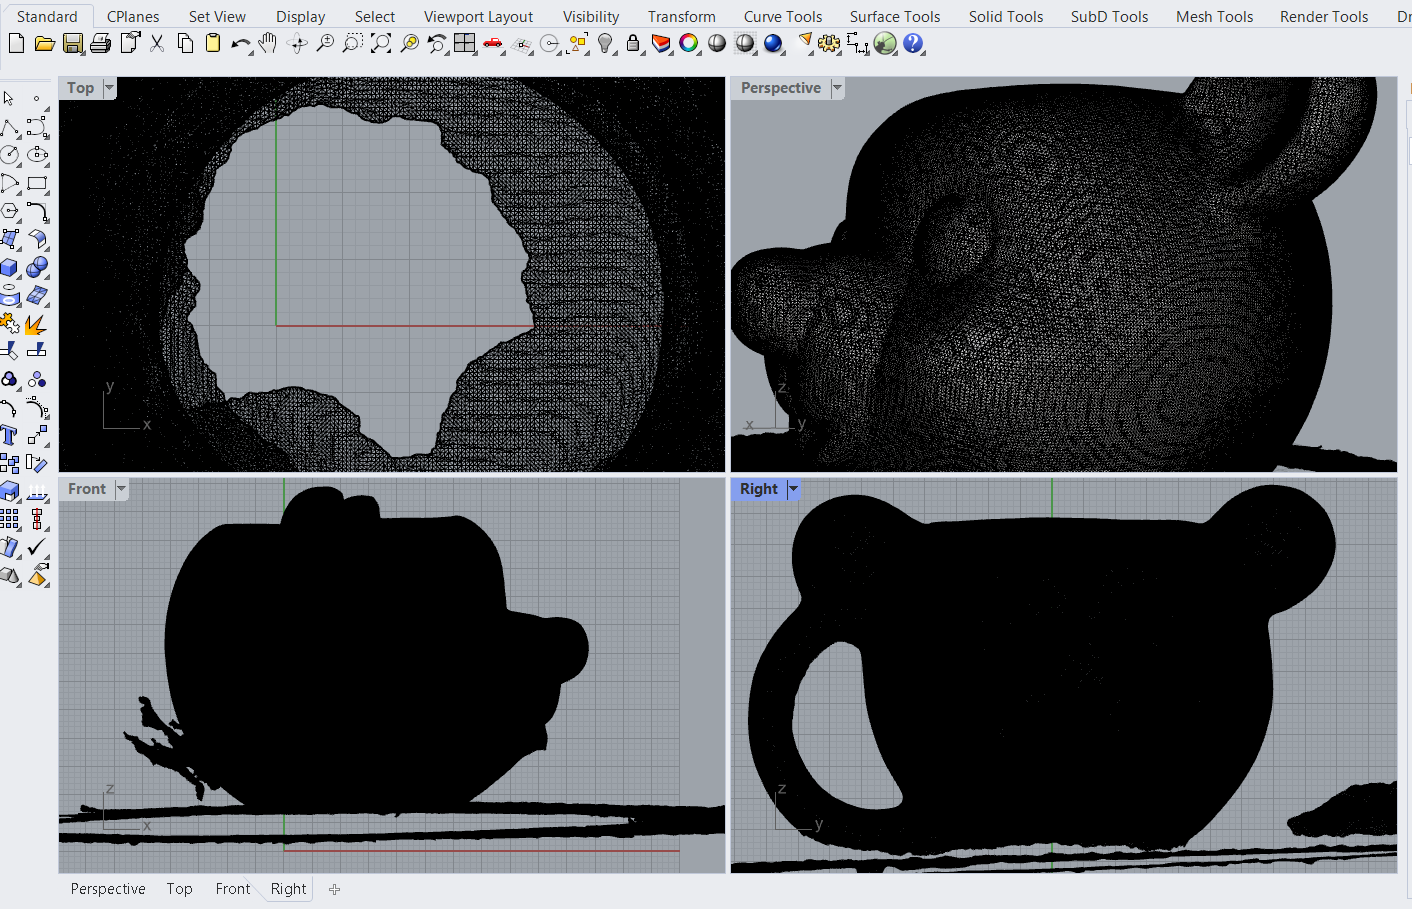 Standard CPlanes Set View Display Select Viewport Layout Visibility Transform Curve Tools Surface Tools Solid Tools SubD Tools Mesh Tools Render Tools
Top
Perspective
y
x
z
x
y
Front
Right
z
x
z
y
Perspective Top Front Right